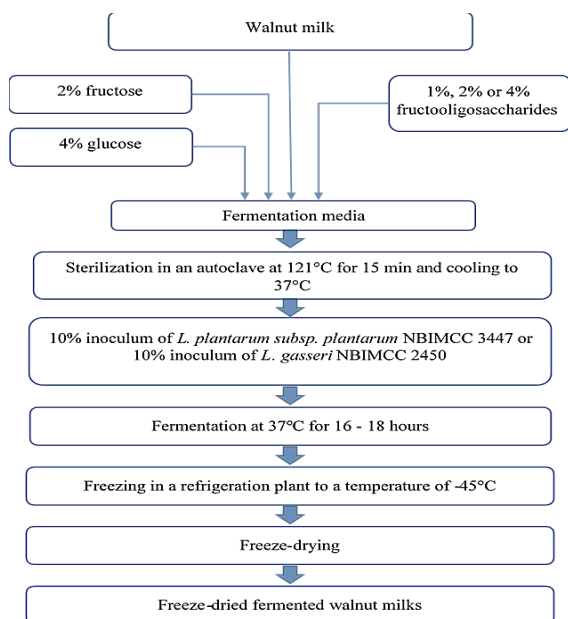 Walnut milk
2% fructose
1%, 2% or 4%
fructooligosaccharides
4% glucose
Fermentation media
Sterilization in an autoclave at 121°C for 15 min and cooling to
37°C
10% inoculum of L. plantarum subsp. plantarum NBIMCC 3447 or
10% inoculum of L. gasseri NBIMCC 2450
Fermentation at 37°C for 16 - 18 hours
Freezing in a refrigeration plant to a temperature of -45°C
Freeze-drying
Freeze-dried fermented walnut milks